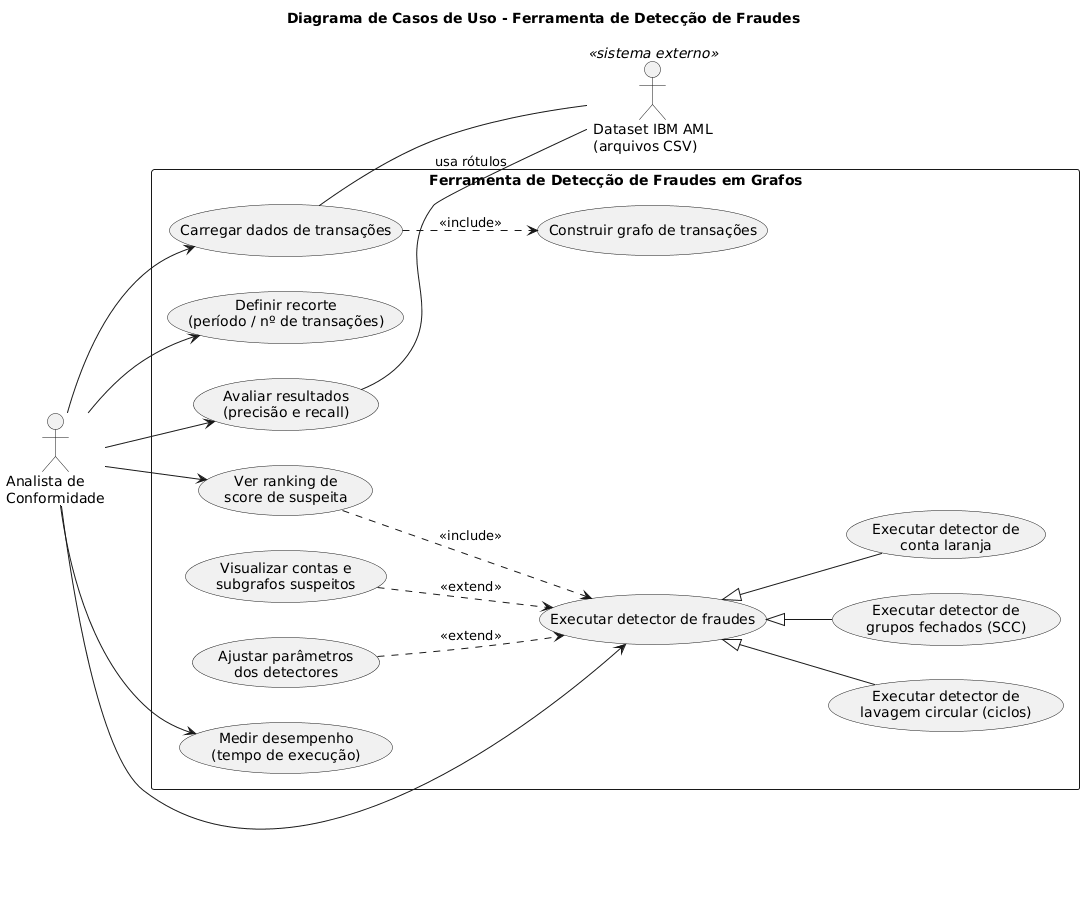 Diagrama de Casos de Uso - Ferramenta de Detecção de Fraudes
«sistema externo»
Dataset IBM AML
(arquivos CSV)
usa rótulos
Ferramenta de Detecção de Fraudes em Grafos
Carregar dados de transações
«include»
Construir grafo de transações
Definir recorte
(período / nº de transações)
Avaliar resultados
(precisão e recall)
Analista de
Conformidade
Ver ranking de
score de suspeita
«include»
Visualizar contas e
subgrafos suspeitos
«extend»
Executar detector de fraudes
Ajustar parâmetros
dos detectores
«extend»
Medir desempenho
(tempo de execução)
Executar detector de
conta laranja
Executar detector de
grupos fechados (SCC)
Executar detector de
lavagem circular (ciclos)